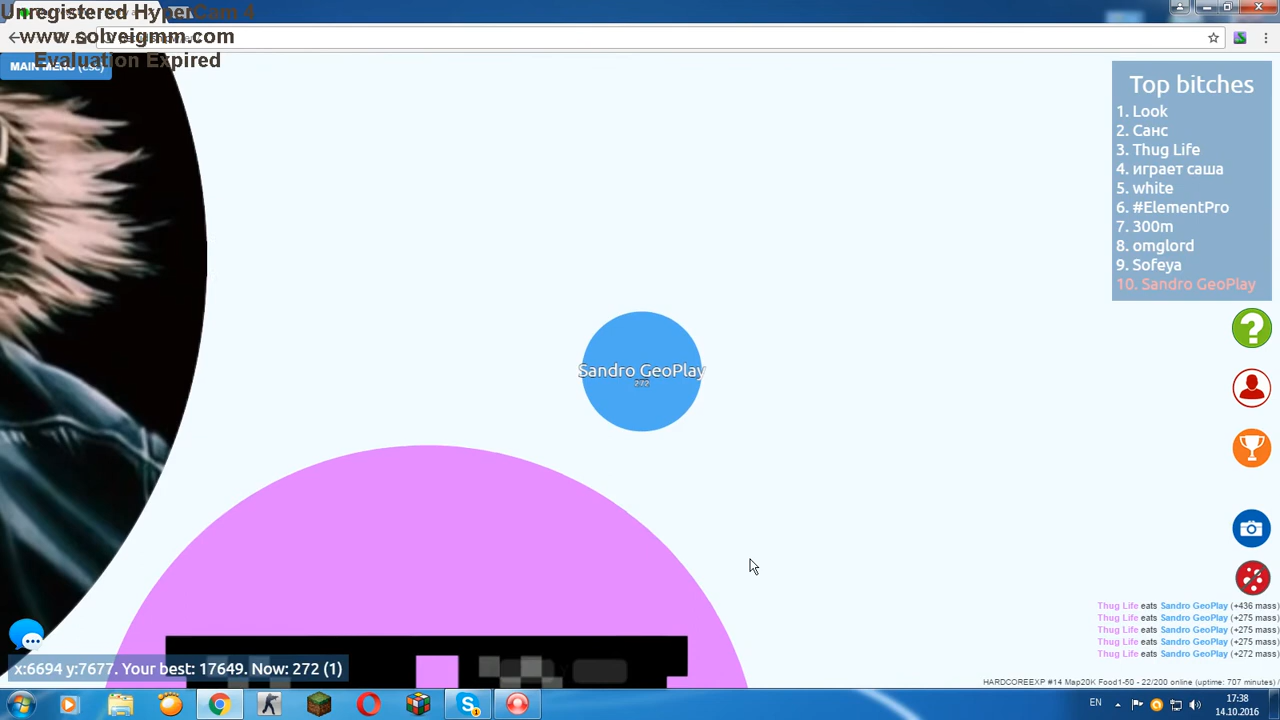 Unregistered HyperCam 4
www.solveigmm.com
Evaluation Expired
MAIN MENU (esc)
Top bitches
1. Look
2. Санс
3. Thug Life
4. играет саша
5. white
6. #ElementPro
7. 300m
8. omglord
9. Sofeya
10. Sandro GeoPlay
Sandro GeoPlay
272
Thug Life eats Sandro GeoPlay (+436 mass)
Thug Life eats Sandro GeoPlay (+275 mass)
Thug Life eats Sandro GeoPlay (+275 mass)
Thug Life eats Sandro GeoPlay (+275 mass)
Thug Life eats Sandro GeoPlay (+272 mass)
x:6694 y:7677. Your best: 17649. Now: 272 (1)
HARDCOREEXP #14 Map20K Food1-50 - 22/200 online (uptime: 707 minutes) /
EN
17:38
14.10.2016